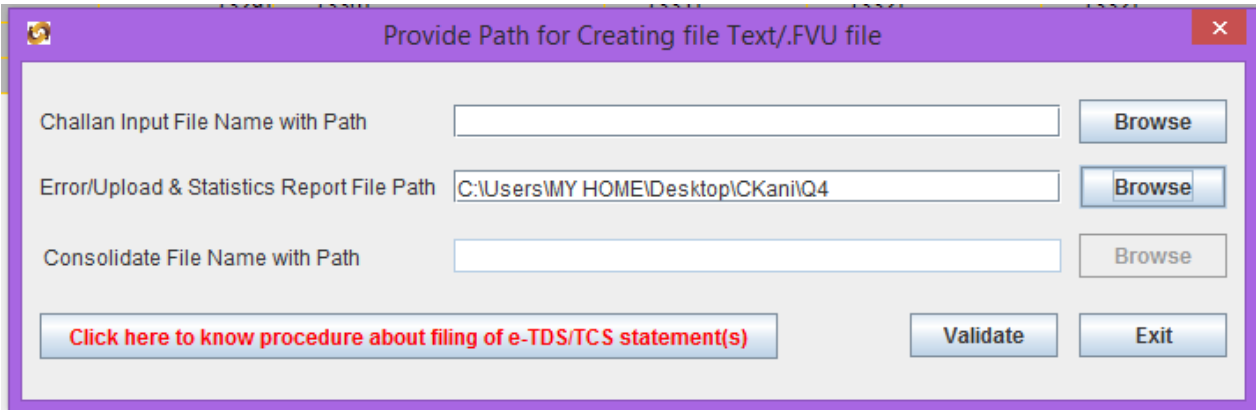 Provide Path for Creating file Text/.FVU file
Challan Input File Name with Path
Browse
Error/Upload & Statistics Report File Path
C:\Users\MY HOME\Desktop\CKani\Q4
Browse
Consolidate File Name with Path
Browse
Click here to know procedure about filing of e-TDS/TCS statement(s)
Validate
Exit